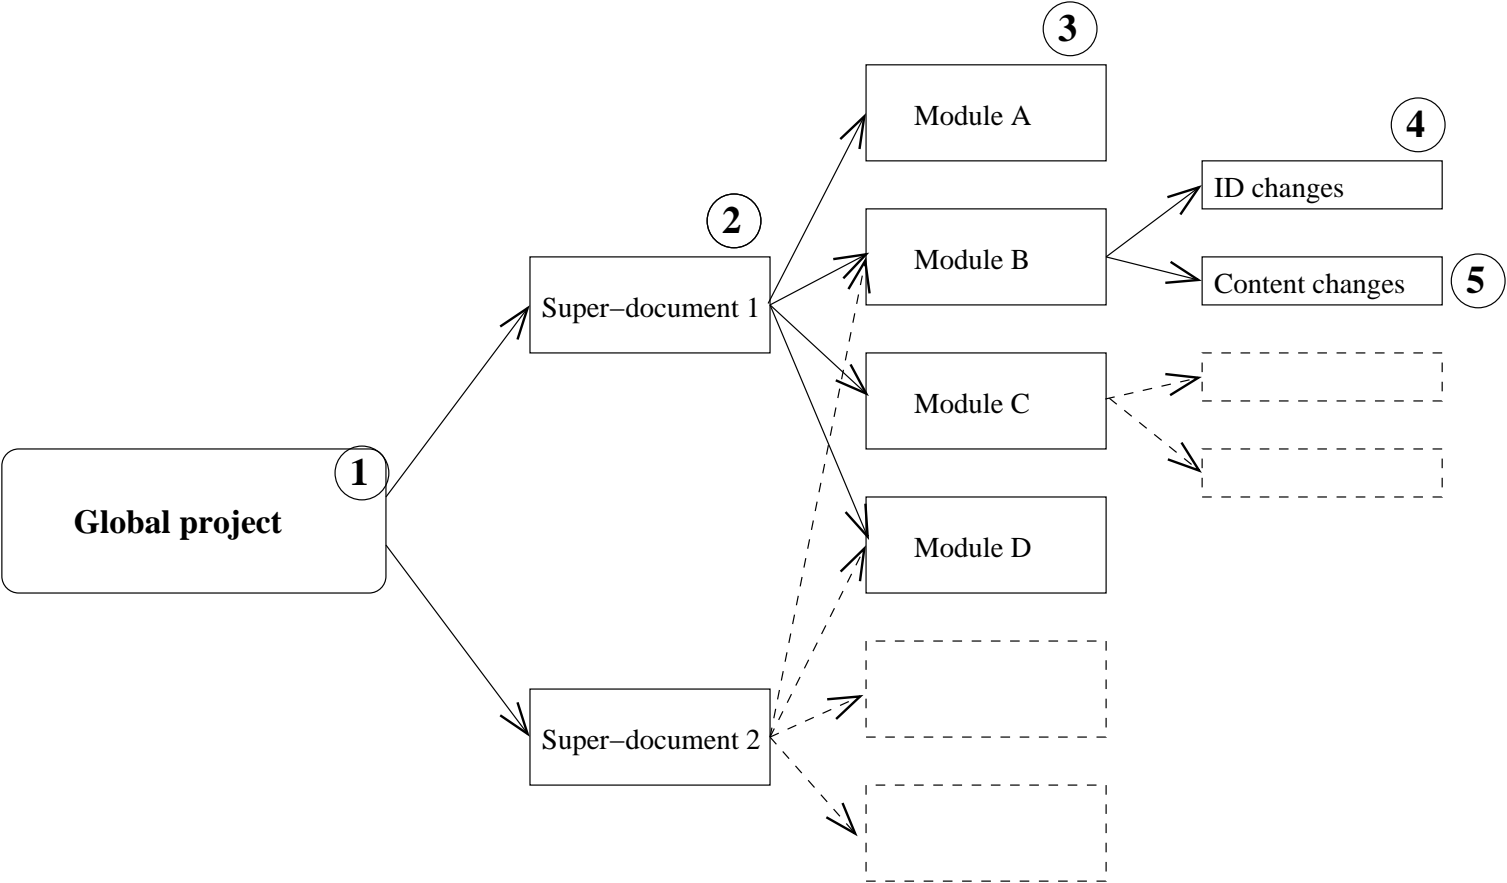 3
Module A
4
ID changes
2
Module B
Super−document 1
Content changes
5
Module C
1
Global project
Module D
Super−document 2